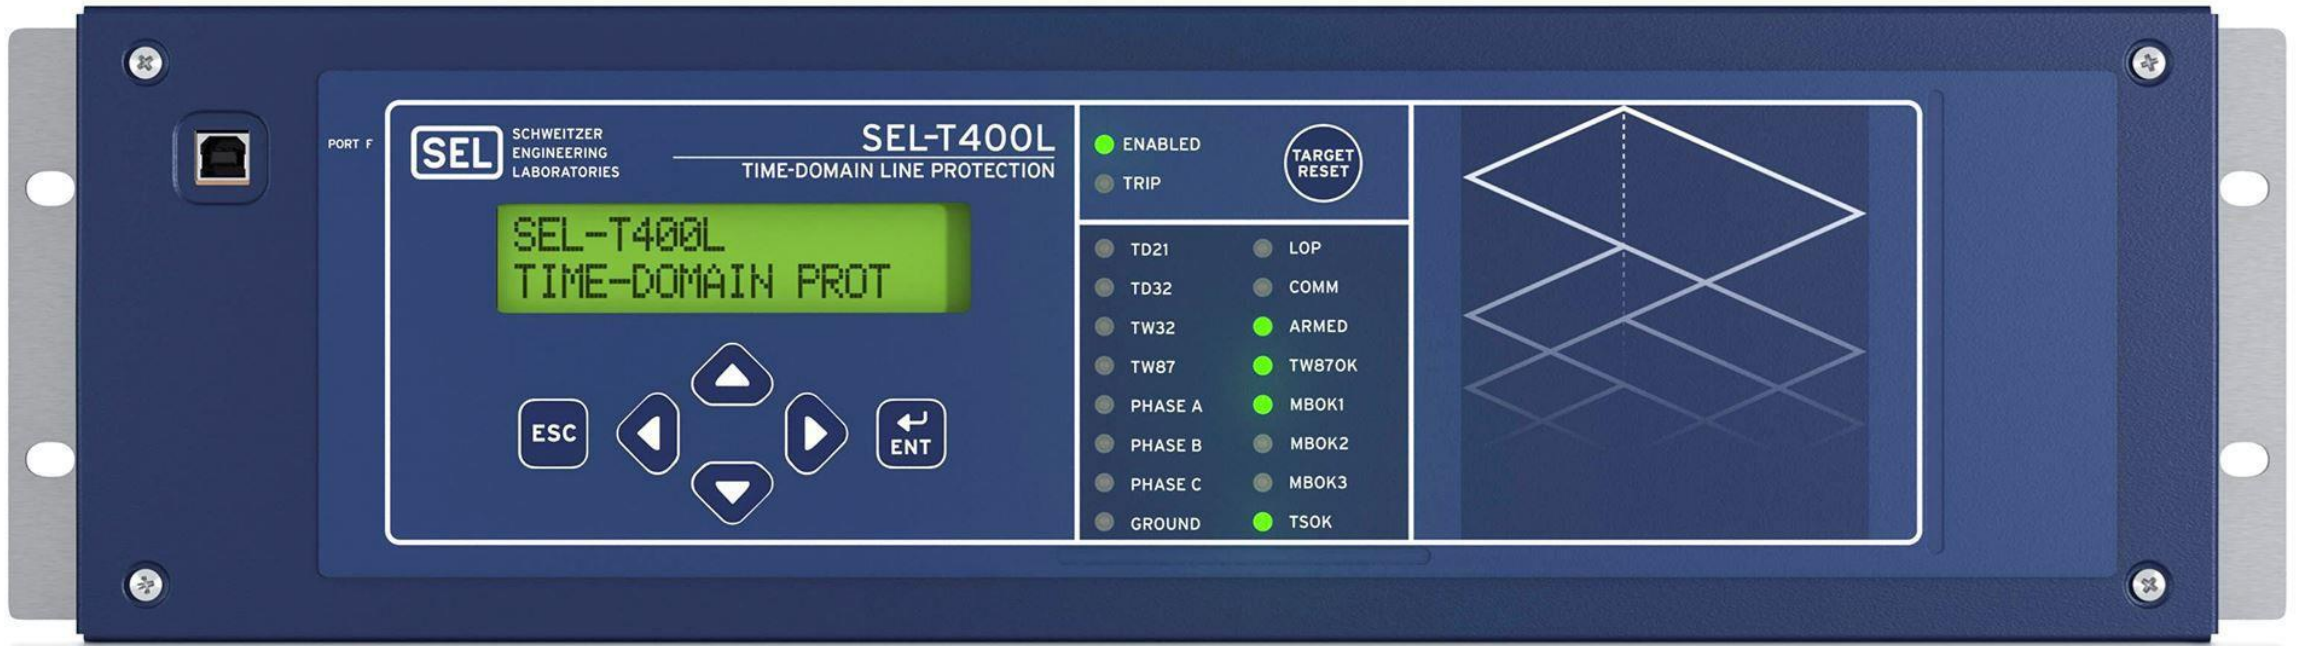 PORT F
SEL
SCHWEITZER
ENGINEERING
LABORATORIES
SEL-T400L
TIME-DOMAIN LINE PROTECTION
SEL-T400L
TIME-DOMAIN PROT
ESC
ENT
ENABLED
TRIP
TARGET
RESET
TD21
TD32
TW32
TW87
PHASE A
PHASE B
PHASE C
GROUND
LOP
COMM
ARMED
TW87OK
MBOK1
MBOK2
MBOK3
TSOK